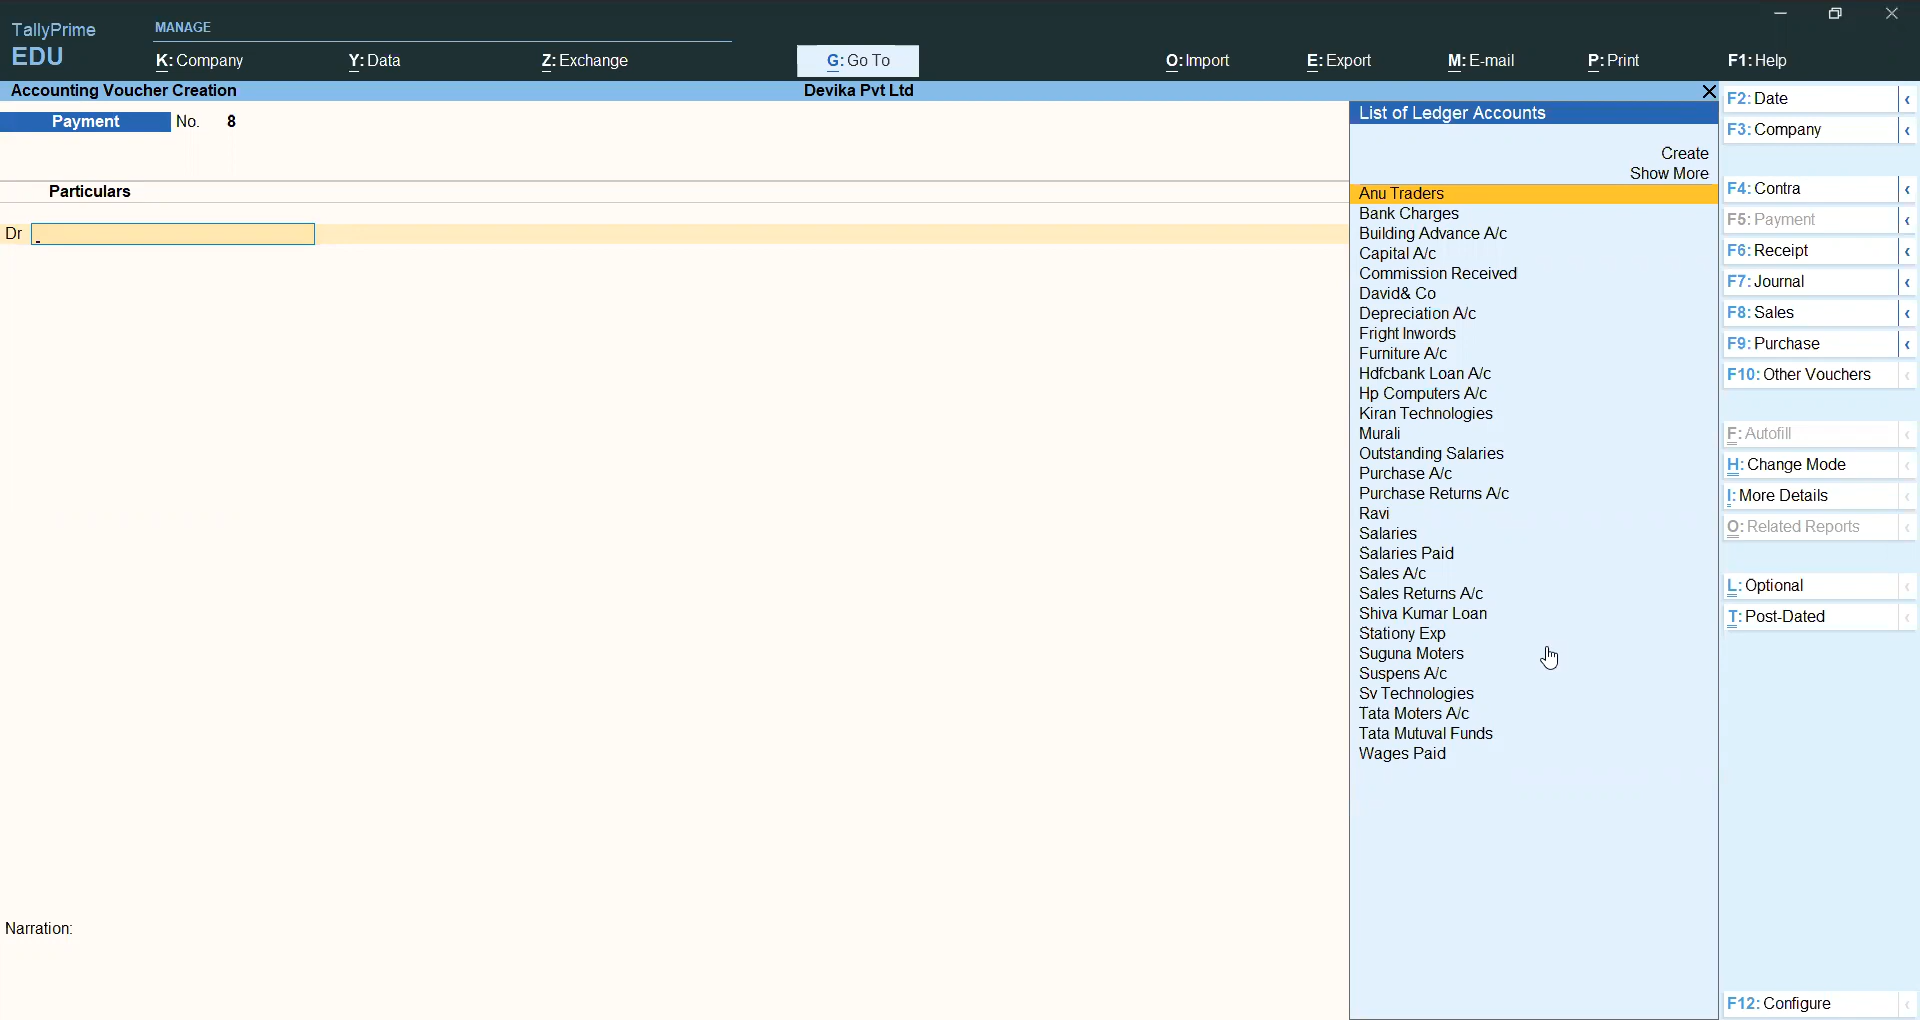 TallyPrime
EDU
MANAGE
K: Company
Y: Data
Z: Exchange
G: Go To
O: Import
E: Export
M: E-mail
P: Print
F1: Help
Accounting Voucher Creation
Devika Pvt Ltd
Payment No. 8
Particulars
Dr
Narration:
List of Ledger Accounts
Create
Show More
Anu Traders
Bank Charges
Building Advance A/c
Capital A/c
Commission Received
David& Co
Depreciation A/c
Fright Inwords
Furniture A/c
Hdfcbank Loan A/c
Hp Computers A/c
Kiran Technologies
Murali
Outstanding Salaries
Purchase A/c
Purchase Returns A/c
Ravi
Salaries
Salaries Paid
Sales A/c
Sales Returns A/c
Shiva Kumar Loan
Stationy Exp
Suguna Moters
Suspens A/c
Sv Technologies
Tata Moters A/c
Tata Mutuval Funds
Wages Paid
F2: Date
F3: Company
F4: Contra
F5: Payment
F6: Receipt
F7: Journal
F8: Sales
F9: Purchase
F10: Other Vouchers
F: Autofill
H: Change Mode
I: More Details
O: Related Reports
L: Optional
T: Post-Dated
F12: Configure